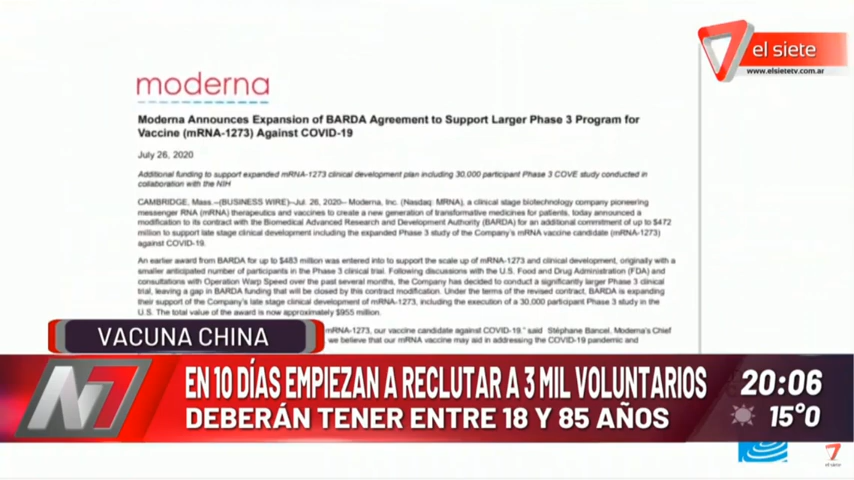 el siete
www.elsietetv.com.ar
moderna
Moderna Announces Expansion of BARDA Agreement to Support Larger Phase 3 Program for
Vaccine (mRNA-1273) Against COVID-19
July 26, 2020
Additional funding to support expanded mRNA-1273 clinical development plan including 30,000 participant Phase 3 COVE study conducted in
collaboration with the NIH
CAMBRIDGE, Mass.--(BUSINESS WIRE)--Jul. 26, 2020-- Moderna, Inc. (Nasdaq: MRNA), a clinical stage biotechnology company pioneering
messenger RNA (mRNA) therapeutics and vaccines to create a new generation of transformative medicines for patients, today announced a
modification to its contract with the Biomedical Advanced Research and Development Authority (BARDA) for an additional commitment of up to $472
million to support late stage clinical development including the expanded Phase 3 study of the Company's mRNA vaccine candidate (mRNA-1273)
against COVID-19.
An earlier award from BARDA for up to $483 million was entered into to support the scale up of mRNA-1273 and clinical development, originally with a
smaller anticipated number of participants in the Phase 3 clinical trial. Following discussions with the U.S. Food and Drug Administration (FDA) and
consultations with Operation Warp Speed over the past several months, the Company has decided to conduct a significantly larger Phase 3 clinical
trial, leaving a gap in BARDA funding that will be closed by this contract modification. Under the terms of the revised contract, BARDA is expanding
their support of the Company's late stage clinical development of mRNA-1273, including the execution of a 30,000 participant Phase 3 study in the
U.S. The total value of the award is now approximately $955 million.
mRNA-1273, our vaccine candidate against COVID-19." said Stéphane Bancel, Moderna's Chief
we believe that our mRNA vaccine may aid in addressing the COVID-19 pandemic and
VACUNA CHINA
N7
EN 10 DÍAS EMPIEZAN A RECLUTAR A 3 MIL VOLUNTARIOS
DEBERÁN TENER ENTRE 18 Y 85 AÑOS
20:06
15°0
el siete